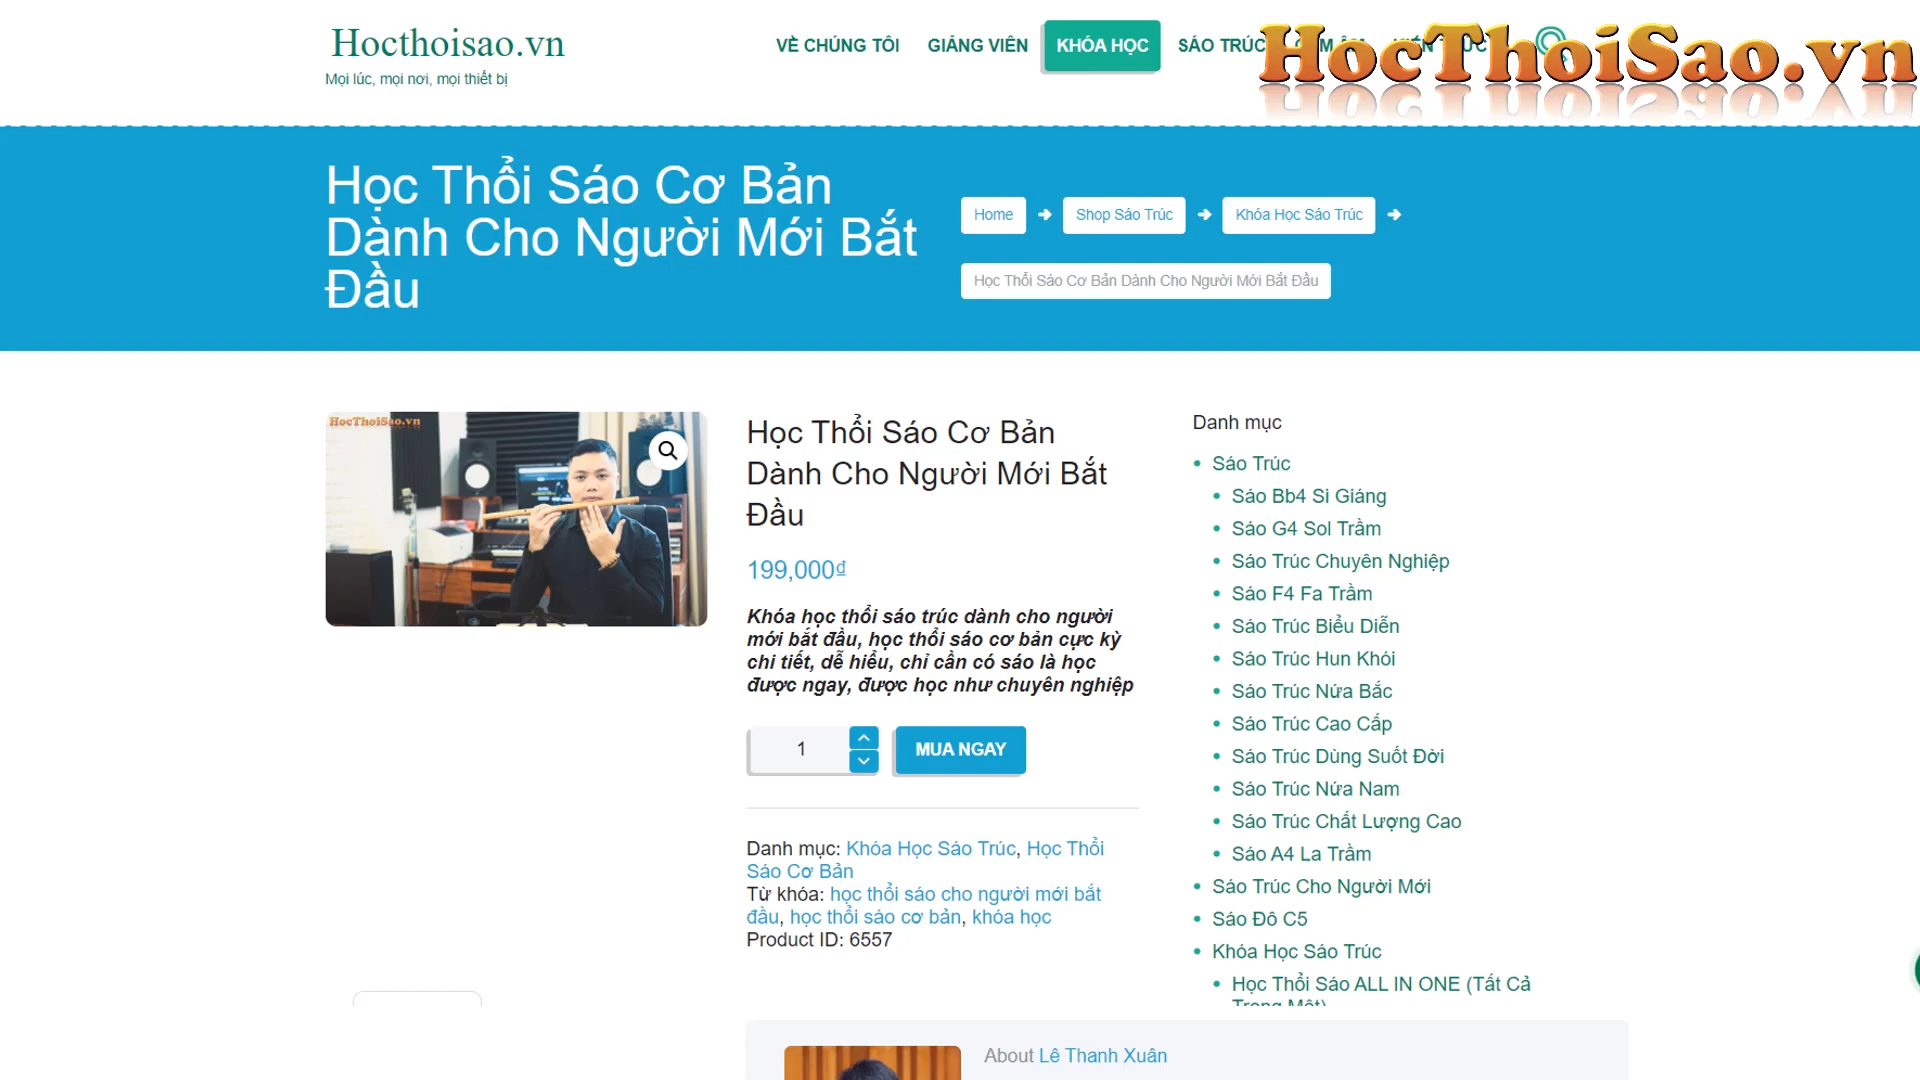 Hocthoisao.vn
Mọi lúc, mọi nơi, mọi thiết bị
VỀ CHÚNG TÔI
GIẢNG VIÊN
KHÓA HỌC
SÁO TRÚC
HocThoiSao.vn
Học Thổi Sáo Cơ Bản
Dành Cho Người Mới Bắt
Đầu
Home
Shop Sáo Trúc
Khóa Học Sáo Trúc
Học Thổi Sáo Cơ Bản Dành Cho Người Mới Bắt Đầu
HocThoiSao.vn
Học Thổi Sáo Cơ Bản
Dành Cho Người Mới Bắt
Đầu
199,000₫
Khóa học thổi sáo trúc dành cho người
mới bắt đầu, học thổi sáo cơ bản cực kỳ
chi tiết, dễ hiểu, chỉ cần có sáo là học
được ngay, được học như chuyên nghiệp
1
MUA NGAY
Danh mục: Khóa Học Sáo Trúc, Học Thổi
Sáo Cơ Bản
Từ khóa: học thổi sáo cho người mới bắt
đầu, học thổi sáo cơ bản, khóa học
Product ID: 6557
Danh mục
Sáo Trúc
Sáo Bb4 Si Giáng
Sáo G4 Sol Trầm
Sáo Trúc Chuyên Nghiệp
Sáo F4 Fa Trầm
Sáo Trúc Biểu Diễn
Sáo Trúc Hun Khói
Sáo Trúc Nứa Bắc
Sáo Trúc Cao Cấp
Sáo Trúc Dùng Suốt Đời
Sáo Trúc Nứa Nam
Sáo Trúc Chất Lượng Cao
Sáo A4 La Trầm
Sáo Trúc Cho Người Mới
Sáo Đô C5
Khóa Học Sáo Trúc
Học Thổi Sáo ALL IN ONE (Tất Cả
Trong Một)
About Lê Thanh Xuân